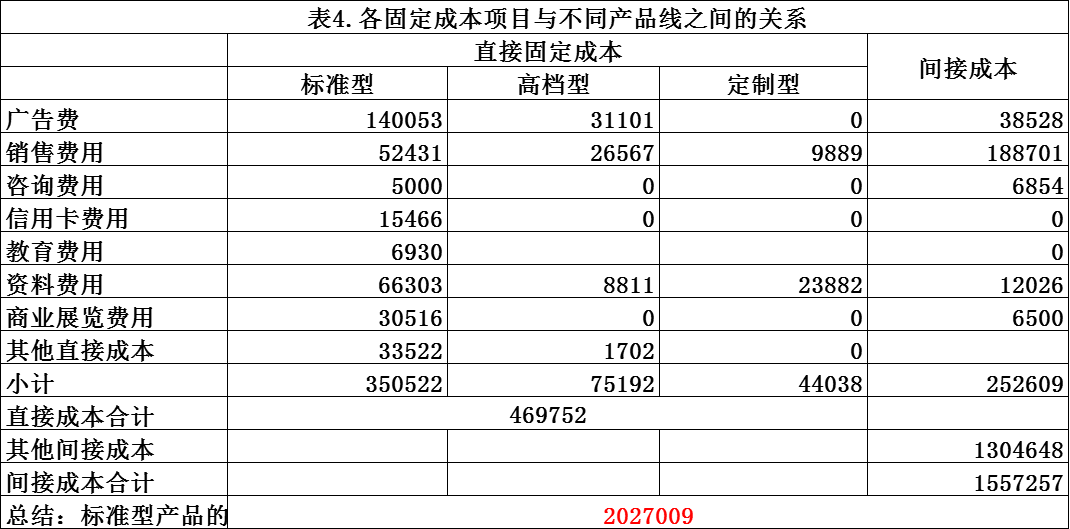 表4.各固定成本项目与不同产品线之间的关系
直接固定成本 间接成本
标准型 高档型 定制型
广告费 140053 31101 0 38528
销售费用 52431 26567 9889 188701
咨询费用 5000 0 0 6854
信用卡费用 15466 0 0 0
教育费用 6930 0
资料费用 66303 8811 23882 12026
商业展览费用 30516 0 0 6500
其他直接成本 33522 1702 0
小计 350522 75192 44038 252609
直接成本合计 469752
其他间接成本 1304648
间接成本合计 1557257
总结：标准型产品的 2027009